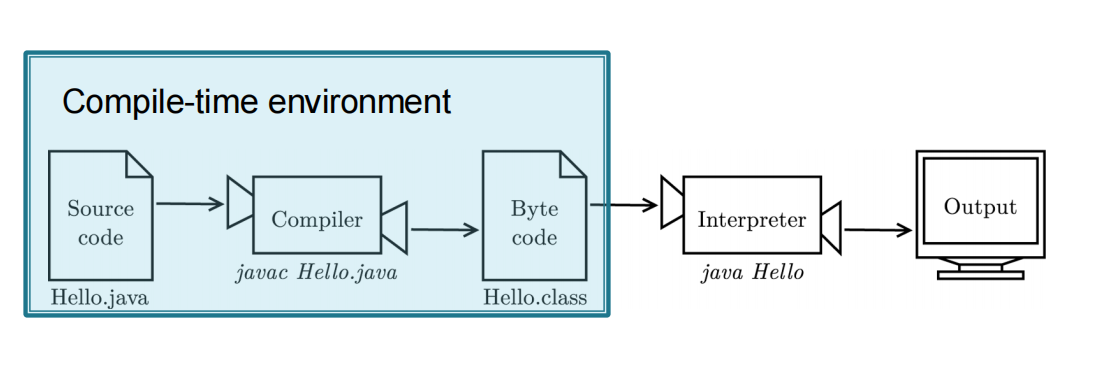 Compile-time environment
Source
code
Hello.java
Compiler
javac Hello.java
Byte
code
Hello.class
Interpreter
java Hello
Output